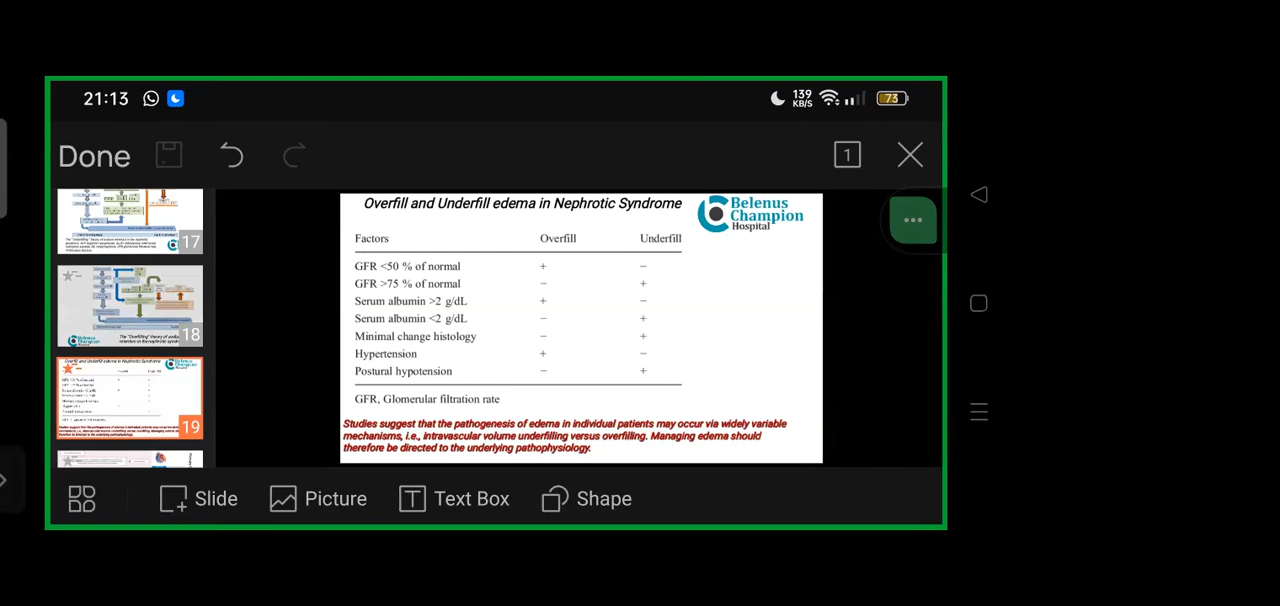 21:13
139
KB/S
73
Done
1
17
18
19
Overfill and Underfill edema in Nephrotic Syndrome
Belenus
Champion
Hospital
Factors Overfill Underfill
GFR <50 % of normal + −
GFR >75 % of normal − +
Serum albumin >2 g/dL + −
Serum albumin <2 g/dL − +
Minimal change histology − +
Hypertension + −
Postural hypotension − +
GFR, Glomerular filtration rate
Studies suggest that the pathogenesis of edema in individual patients may occur via widely variable
mechanisms, i.e., intravascular volume underfilling versus overfilling. Managing edema should
therefore be directed to the underlying pathophysiology.
Slide
Picture
Text Box
Shape